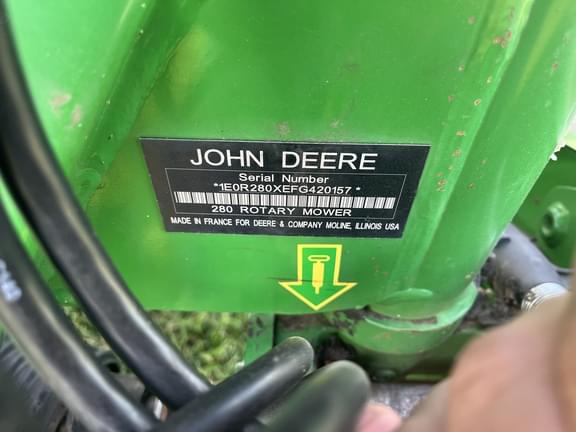 JOHN DEERE
Serial Number
*1E0R280XEFG420157*
280 ROTARY MOWER
MADE IN FRANCE FOR DEERE & COMPANY MOLINE, ILLINOIS USA